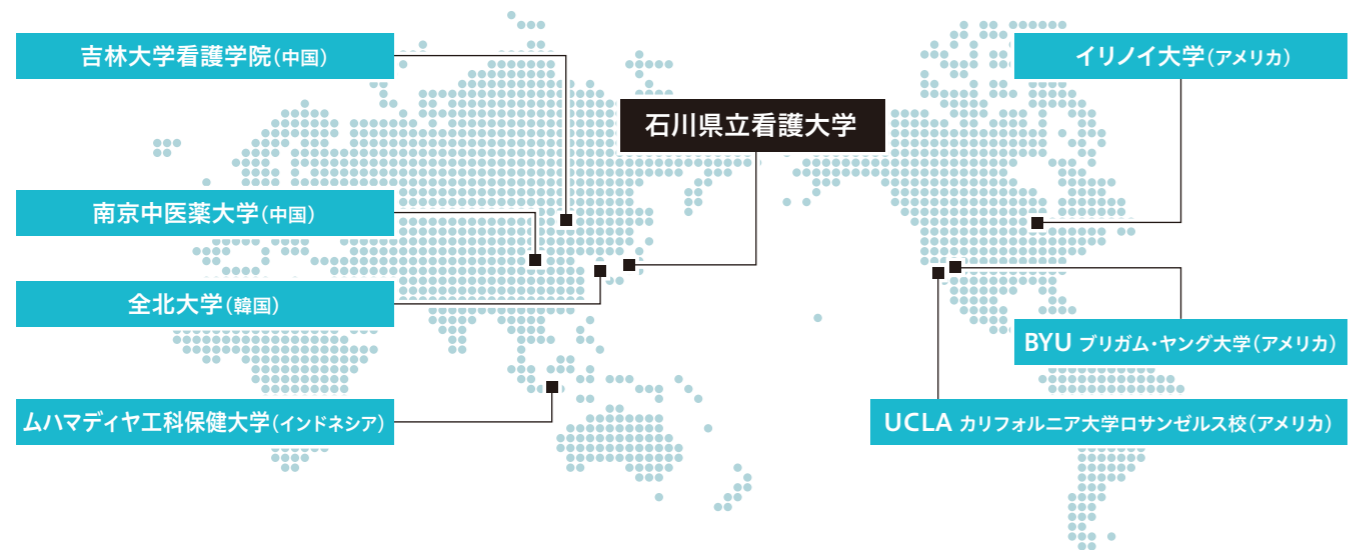 吉林大学看護学院(中国)
イリノイ大学(アメリカ)
石川県立看護大学
南京中医薬大学(中国)
全北大学(韓国)
BYU ブリガム・ヤング大学(アメリカ)
ムハマディヤ工科保健大学(インドネシア)
UCLA カリフォルニア大学ロサンゼルス校(アメリカ)